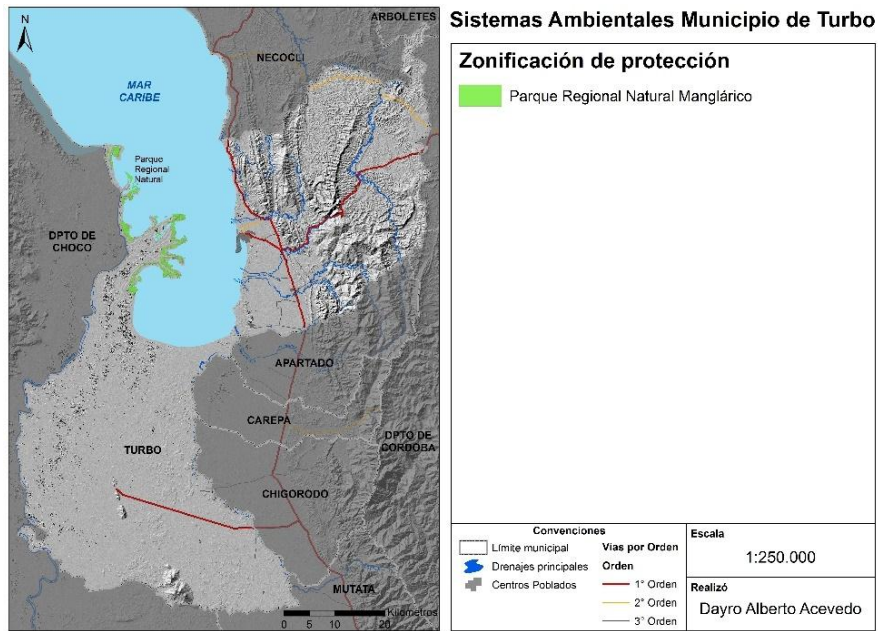 N
ARBOLETES
NECOCLI
MAR
CARIBE
Parque
Regional
Natural
DPTO DE
CHOCO
APARTADO
CAREPA
DPTO DE
CORDOBA
TURBO
CHIGORODO
MUTATA
Kilometros
0 5 10 20
Sistemas Ambientales Municipio de Turbo
Zonificación de protección
Parque Regional Natural Manglárico
Convenciones
Límite municipal
Drenajes principales
Centros Poblados
Vias por Orden
Orden
1° Orden
2° Orden
3° Orden
Escala
1:250.000
Realizó
Dayro Alberto Acevedo